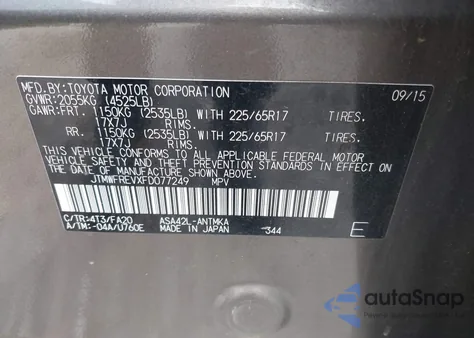 MFD.BY:TOYOTA MOTOR CORPORATION 09/15
GVWR:2055KG (4525LB)
GAWR:FRT. 1150KG (2535LB) WITH 225/65R17 TIRES.
17X7J RIMS.
RR. 1150KG (2535LB) WITH 225/65R17 TIRES.
17X7J RIMS.
THIS VEHICLE CONFORMS TO ALL APPLICABLE FEDERAL MOTOR
VEHICLE SAFETY AND THEFT PREVENTION STANDARDS IN EFFECT
ON THE DATE OF MANUFACTURE SHOWN ABOVE.
JTMWFREVXFD077249 MPV
C/TR:4T3/FA20 ASA42L-ANTMKA
A/TM:-04A/U760E MADE IN JAPAN 344 E
autoSnap